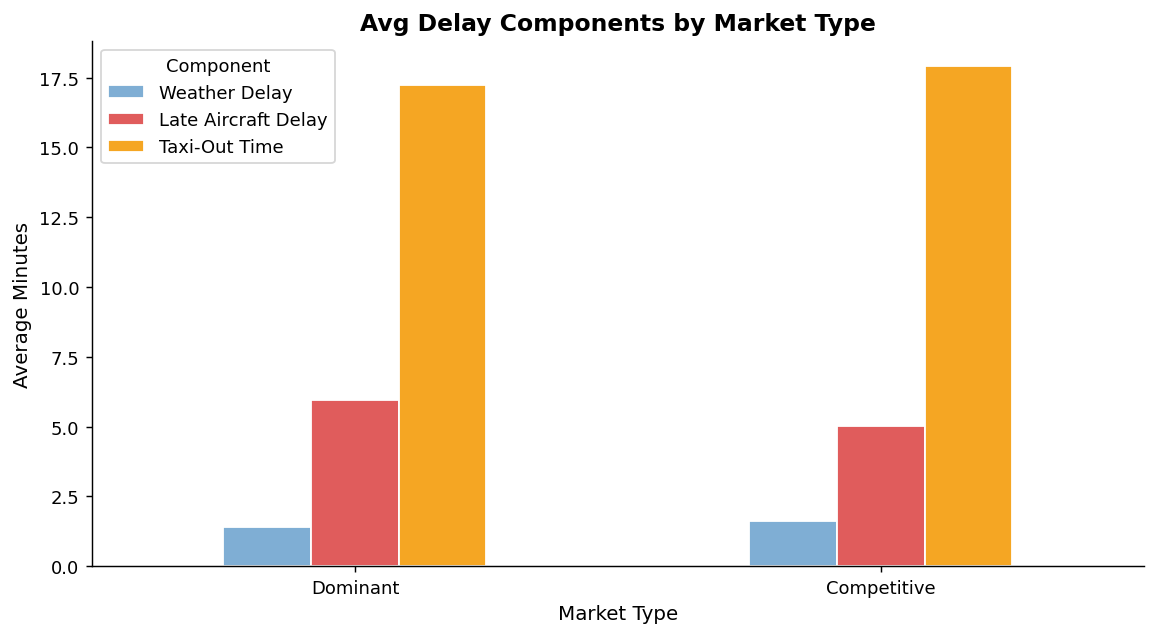 Avg Delay Components by Market Type
Component
Weather Delay
Late Aircraft Delay
Taxi-Out Time
Average Minutes
17.5
15.0
12.5
10.0
7.5
5.0
2.5
0.0
Dominant
Competitive
Market Type